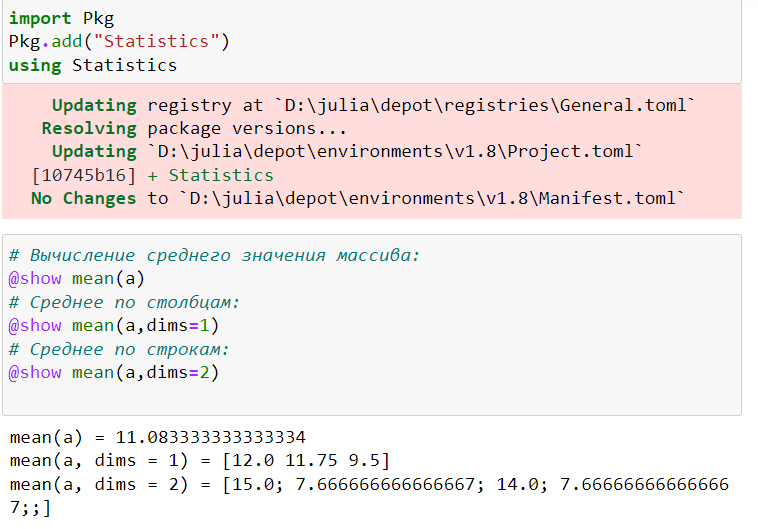 import Pkg
Pkg.add("Statistics")
using Statistics
Updating registry at `D:\julia\depot\registries\General.toml`
Resolving package versions...
Updating `D:\julia\depot\environments\v1.8\Project.toml`
[10745b16] + Statistics
No Changes to `D:\julia\depot\environments\v1.8\Manifest.toml`
# Вычисление среднего значения массива:
@show mean(a)
# Среднее по столбцам:
@show mean(a,dims=1)
# Среднее по строкам:
@show mean(a,dims=2)
mean(a) = 11.083333333333334
mean(a, dims = 1) = [12.0 11.75 9.5]
mean(a, dims = 2) = [15.0; 7.666666666666667; 14.0; 7.66666666666666
7;;]